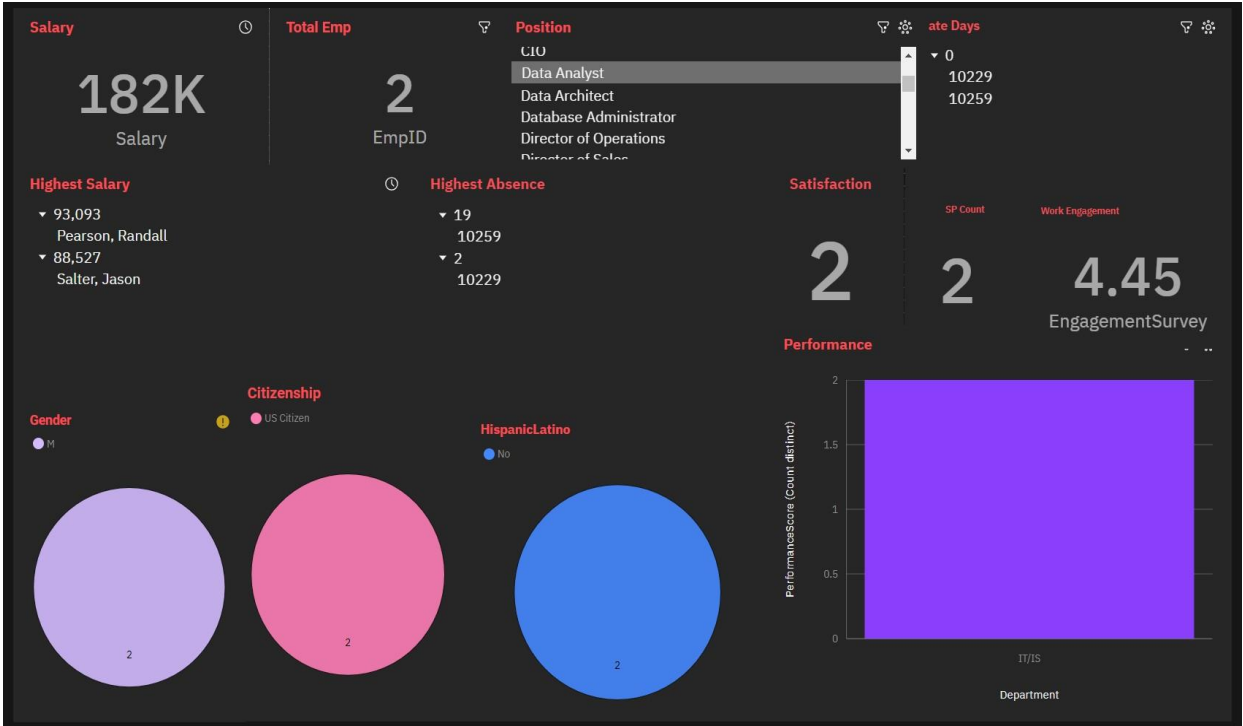 Salary
182K
Salary
Total Emp
2
EmpID
Position
CIO
Data Analyst
Data Architect
Database Administrator
Director of Operations
Director of Sales
ate Days
0
10229
10259
Highest Salary
93,093
Pearson, Randall
88,527
Salter, Jason
Highest Absence
19
10259
2
10229
Satisfaction
2
SP Count
2
Work Engagement
4.45
EngagementSurvey
Gender
M
2
Citizenship
US Citizen
2
HispanicLatino
No
2
Performance
PerformanceScore (Count distinct)
2
1.5
1
0.5
0
IT/IS
Department